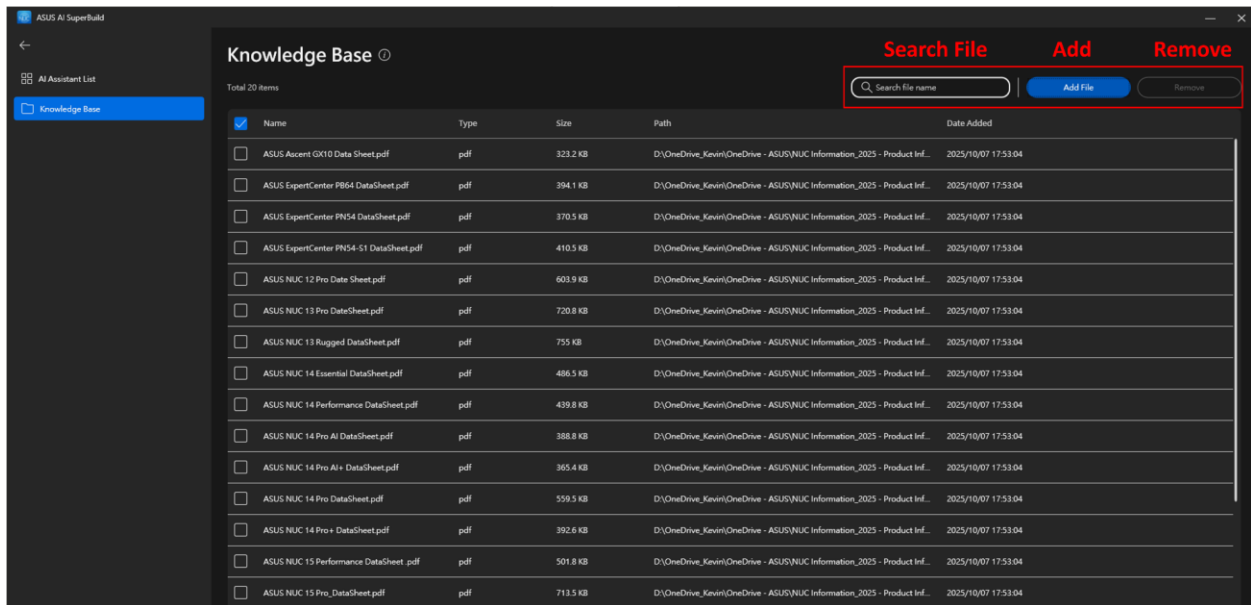 ASUS AI SuperBuild
AI Assistant List
Knowledge Base
Knowledge Base
Search File Add Remove
Total 20 items
Search file name
Add File
Remove
Name Type Size Path Date Added
ASUS Ascent GX10 Data Sheet.pdf pdf 323.2 KB D:\OneDrive_Kevin\OneDrive - ASUS\NUC Information_2025 - Product Inf... 2025/10/07 17:53:04
ASUS ExpertCenter PB64 DataSheet.pdf pdf 394.1 KB D:\OneDrive_Kevin\OneDrive - ASUS\NUC Information_2025 - Product Inf... 2025/10/07 17:53:04
ASUS ExpertCenter PN54 DataSheet.pdf pdf 370.5 KB D:\OneDrive_Kevin\OneDrive - ASUS\NUC Information_2025 - Product Inf... 2025/10/07 17:53:04
ASUS ExpertCenter PN54-S1 DataSheet.pdf pdf 410.5 KB D:\OneDrive_Kevin\OneDrive - ASUS\NUC Information_2025 - Product Inf... 2025/10/07 17:53:04
ASUS NUC 12 Pro Date Sheet.pdf pdf 603.9 KB D:\OneDrive_Kevin\OneDrive - ASUS\NUC Information_2025 - Product Inf... 2025/10/07 17:53:04
ASUS NUC 13 Pro DateSheet.pdf pdf 720.8 KB D:\OneDrive_Kevin\OneDrive - ASUS\NUC Information_2025 - Product Inf... 2025/10/07 17:53:04
ASUS NUC 13 Rugged DataSheet.pdf pdf 755 KB D:\OneDrive_Kevin\OneDrive - ASUS\NUC Information_2025 - Product Inf... 2025/10/07 17:53:04
ASUS NUC 14 Essential DataSheet.pdf pdf 486.5 KB D:\OneDrive_Kevin\OneDrive - ASUS\NUC Information_2025 - Product Inf... 2025/10/07 17:53:04
ASUS NUC 14 Performance DataSheet.pdf pdf 439.8 KB D:\OneDrive_Kevin\OneDrive - ASUS\NUC Information_2025 - Product Inf... 2025/10/07 17:53:04
ASUS NUC 14 Pro AI DataSheet.pdf pdf 388.8 KB D:\OneDrive_Kevin\OneDrive - ASUS\NUC Information_2025 - Product Inf... 2025/10/07 17:53:04
ASUS NUC 14 Pro AI+ DataSheet.pdf pdf 365.4 KB D:\OneDrive_Kevin\OneDrive - ASUS\NUC Information_2025 - Product Inf... 2025/10/07 17:53:04
ASUS NUC 14 Pro DataSheet.pdf pdf 559.5 KB D:\OneDrive_Kevin\OneDrive - ASUS\NUC Information_2025 - Product Inf... 2025/10/07 17:53:04
ASUS NUC 14 Pro+ DataSheet.pdf pdf 392.6 KB D:\OneDrive_Kevin\OneDrive - ASUS\NUC Information_2025 - Product Inf... 2025/10/07 17:53:04
ASUS NUC 15 Performance DataSheet .pdf pdf 501.8 KB D:\OneDrive_Kevin\OneDrive - ASUS\NUC Information_2025 - Product Inf... 2025/10/07 17:53:04
ASUS NUC 15 Pro_DataSheet.pdf pdf 713.5 KB D:\OneDrive_Kevin\OneDrive - ASUS\NUC Information_2025 - Product Inf... 2025/10/07 17:53:04